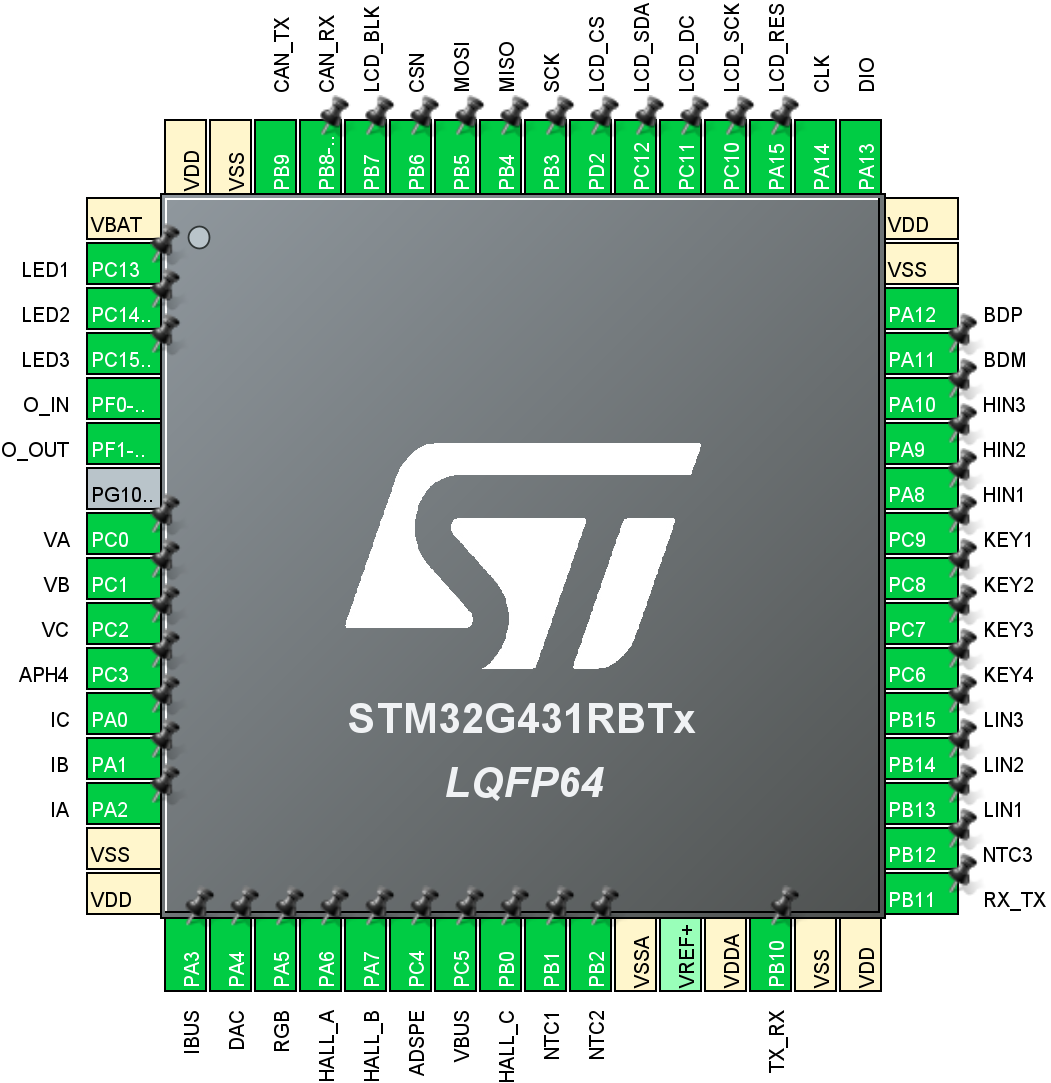 CAN_TX
CAN_RX
LCD_BLK
CSN
MOSI
MISO
SCK
LCD_CS
LCD_SDA
LCD_DC
LCD_SCK
LCD_RES
CLK
DIO
VDD
VSS
PB9
PB8-..
PB7
PB6
PB5
PB4
PB3
PD2
PC12
PC11
PC10
PA15
PA14
PA13
VBAT
LED1 PC13
LED2 PC14..
LED3 PC15..
O_IN PF0-..
O_OUT PF1-..
PG10..
VA PC0
VB PC1
VC PC2
APH4 PC3
IC PA0
IB PA1
IA PA2
VSS
VDD
ST
STM32G431RBTx
LQFP64
VDD
VSS
PA12 BDP
PA11 BDM
PA10 HIN3
PA9 HIN2
PA8 HIN1
PC9 KEY1
PC8 KEY2
PC7 KEY3
PC6 KEY4
PB15 LIN3
PB14 LIN2
PB13 LIN1
PB12 NTC3
PB11 RX_TX
PA3
PA4
PA5
PA6
PA7
PC4
PC5
PB0
PB1
PB2
VSSA
VREF+
VDDA
PB10
VSS
VDD
IBUS
DAC
RGB
HALL_A
HALL_B
ADSPE
VBUS
HALL_C
NTC1
NTC2
TX_RX